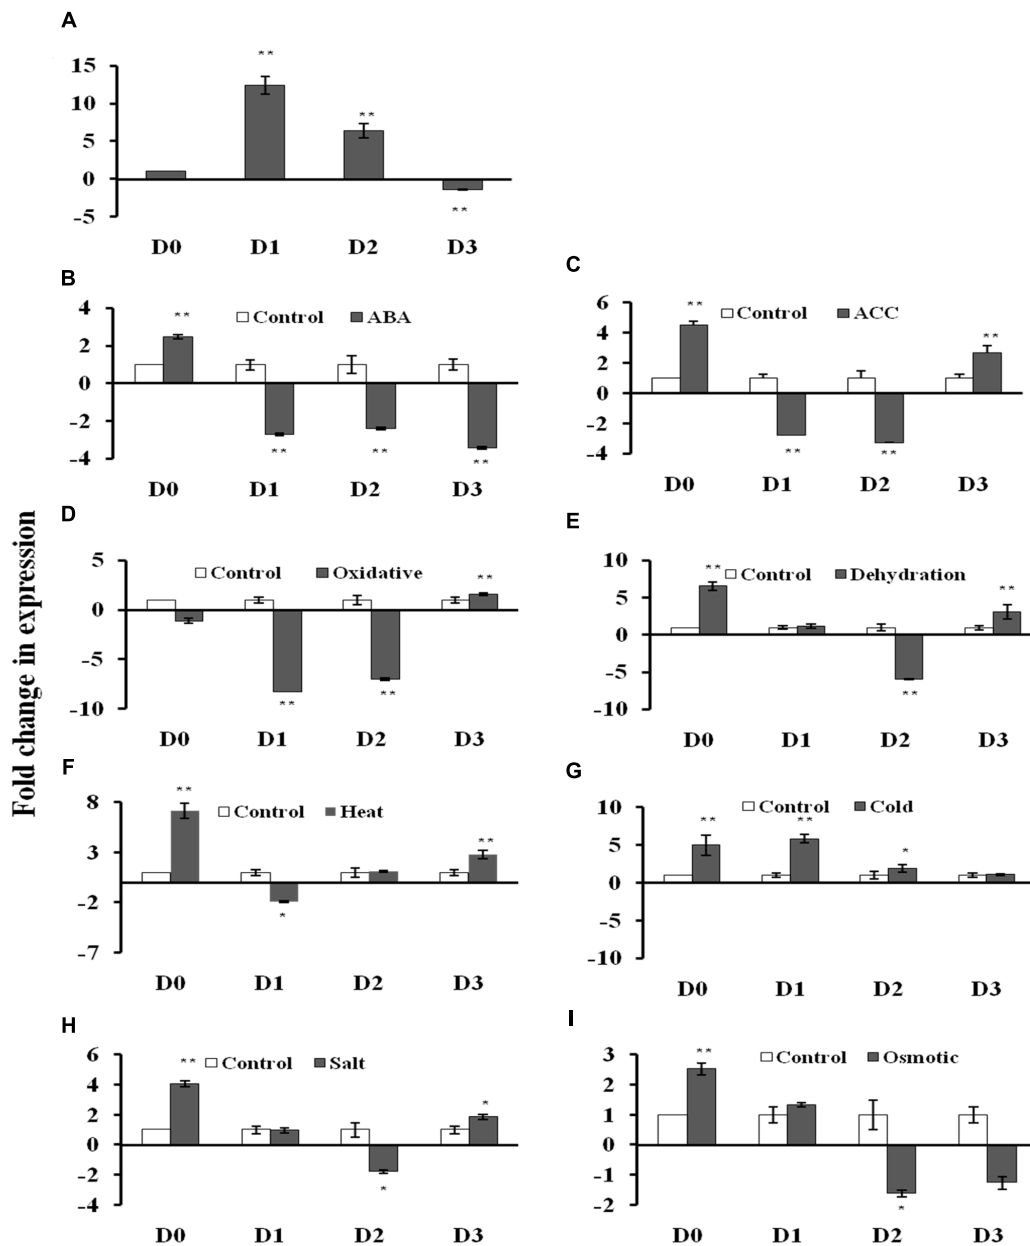 A
15
10
5
0
-5
**
**
**
D0 D1 D2 D3
B
4
2
0
-2
-4
Control ABA
**
**
**
**
D0 D1 D2 D3
C
6
4
2
0
-2
-4
Control ACC
**
**
**
**
D0 D1 D2 D3
Fold change in expression
D
5
0
-5
-10
Control Oxidative
**
**
**
D0 D1 D2 D3
E
10
5
0
-5
-10
Control Dehydration
**
**
**
D0 D1 D2 D3
F
8
3
-2
-7
Control Heat
**
*
**
D0 D1 D2 D3
G
10
5
0
-5
-10
Control Cold
**
**
*
D0 D1 D2 D3
H
6
4
2
0
-2
-4
Control Salt
**
*
*
D0 D1 D2 D3
I
3
2
1
0
-1
-2
Control Osmotic
**
*
D0 D1 D2 D3